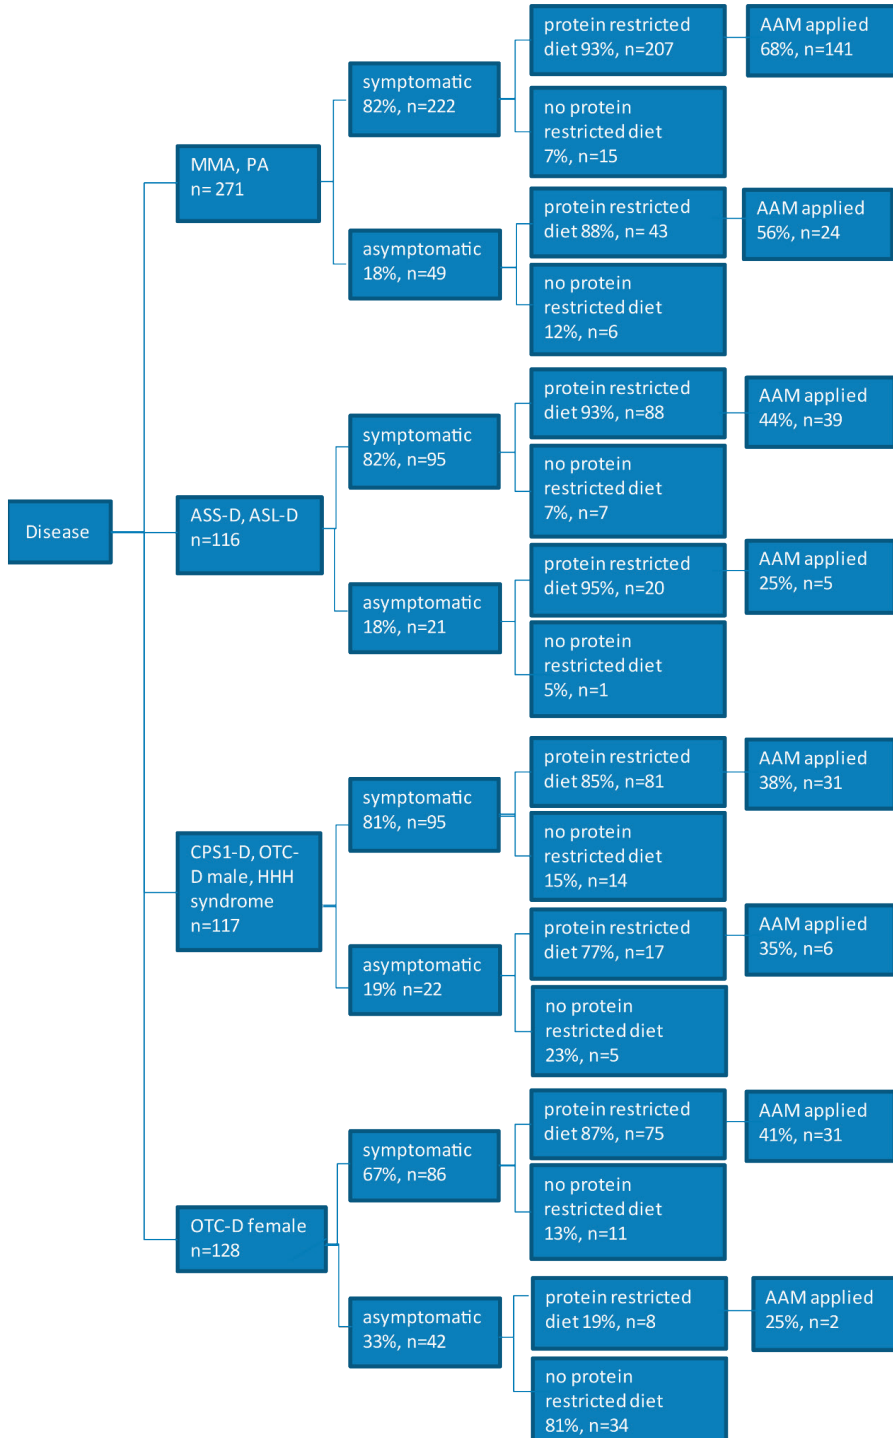 Disease
MMA, PA
n= 271
symptomatic
82%, n=222
protein restricted
diet 93%, n=207
AAM applied
68%, n=141
no protein
restricted diet
7%, n=15
asymptomatic
18%, n=49
protein restricted
diet 88%, n= 43
AAM applied
56%, n=24
no protein
restricted diet
12%, n=6
ASS-D, ASL-D
n=116
symptomatic
82%, n=95
protein restricted
diet 93%, n=88
AAM applied
44%, n=39
no protein
restricted diet
7%, n=7
asymptomatic
18%, n=21
protein restricted
diet 95%, n=20
AAM applied
25%, n=5
no protein
restricted diet
5%, n=1
CPS1-D, OTC-
D male, HHH
syndrome
n=117
symptomatic
81%, n=95
protein restricted
diet 85%, n=81
AAM applied
38%, n=31
no protein
restricted diet
15%, n=14
asymptomatic
19% n=22
protein restricted
diet 77%, n=17
AAM applied
35%, n=6
no protein
restricted diet
23%, n=5
OTC-D female
n=128
symptomatic
67%, n=86
protein restricted
diet 87%, n=75
AAM applied
41%, n=31
no protein
restricted diet
13%, n=11
asymptomatic
33%, n=42
protein restricted
diet 19%, n=8
AAM applied
25%, n=2
no protein
restricted diet
81%, n=34